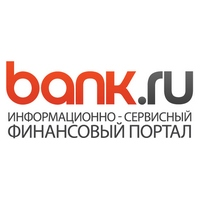 bank.ru
ИНФОРМАЦИОННО - СЕРВИСНЫЙ
ФИНАНСОВЫЙ ПОРТАЛ